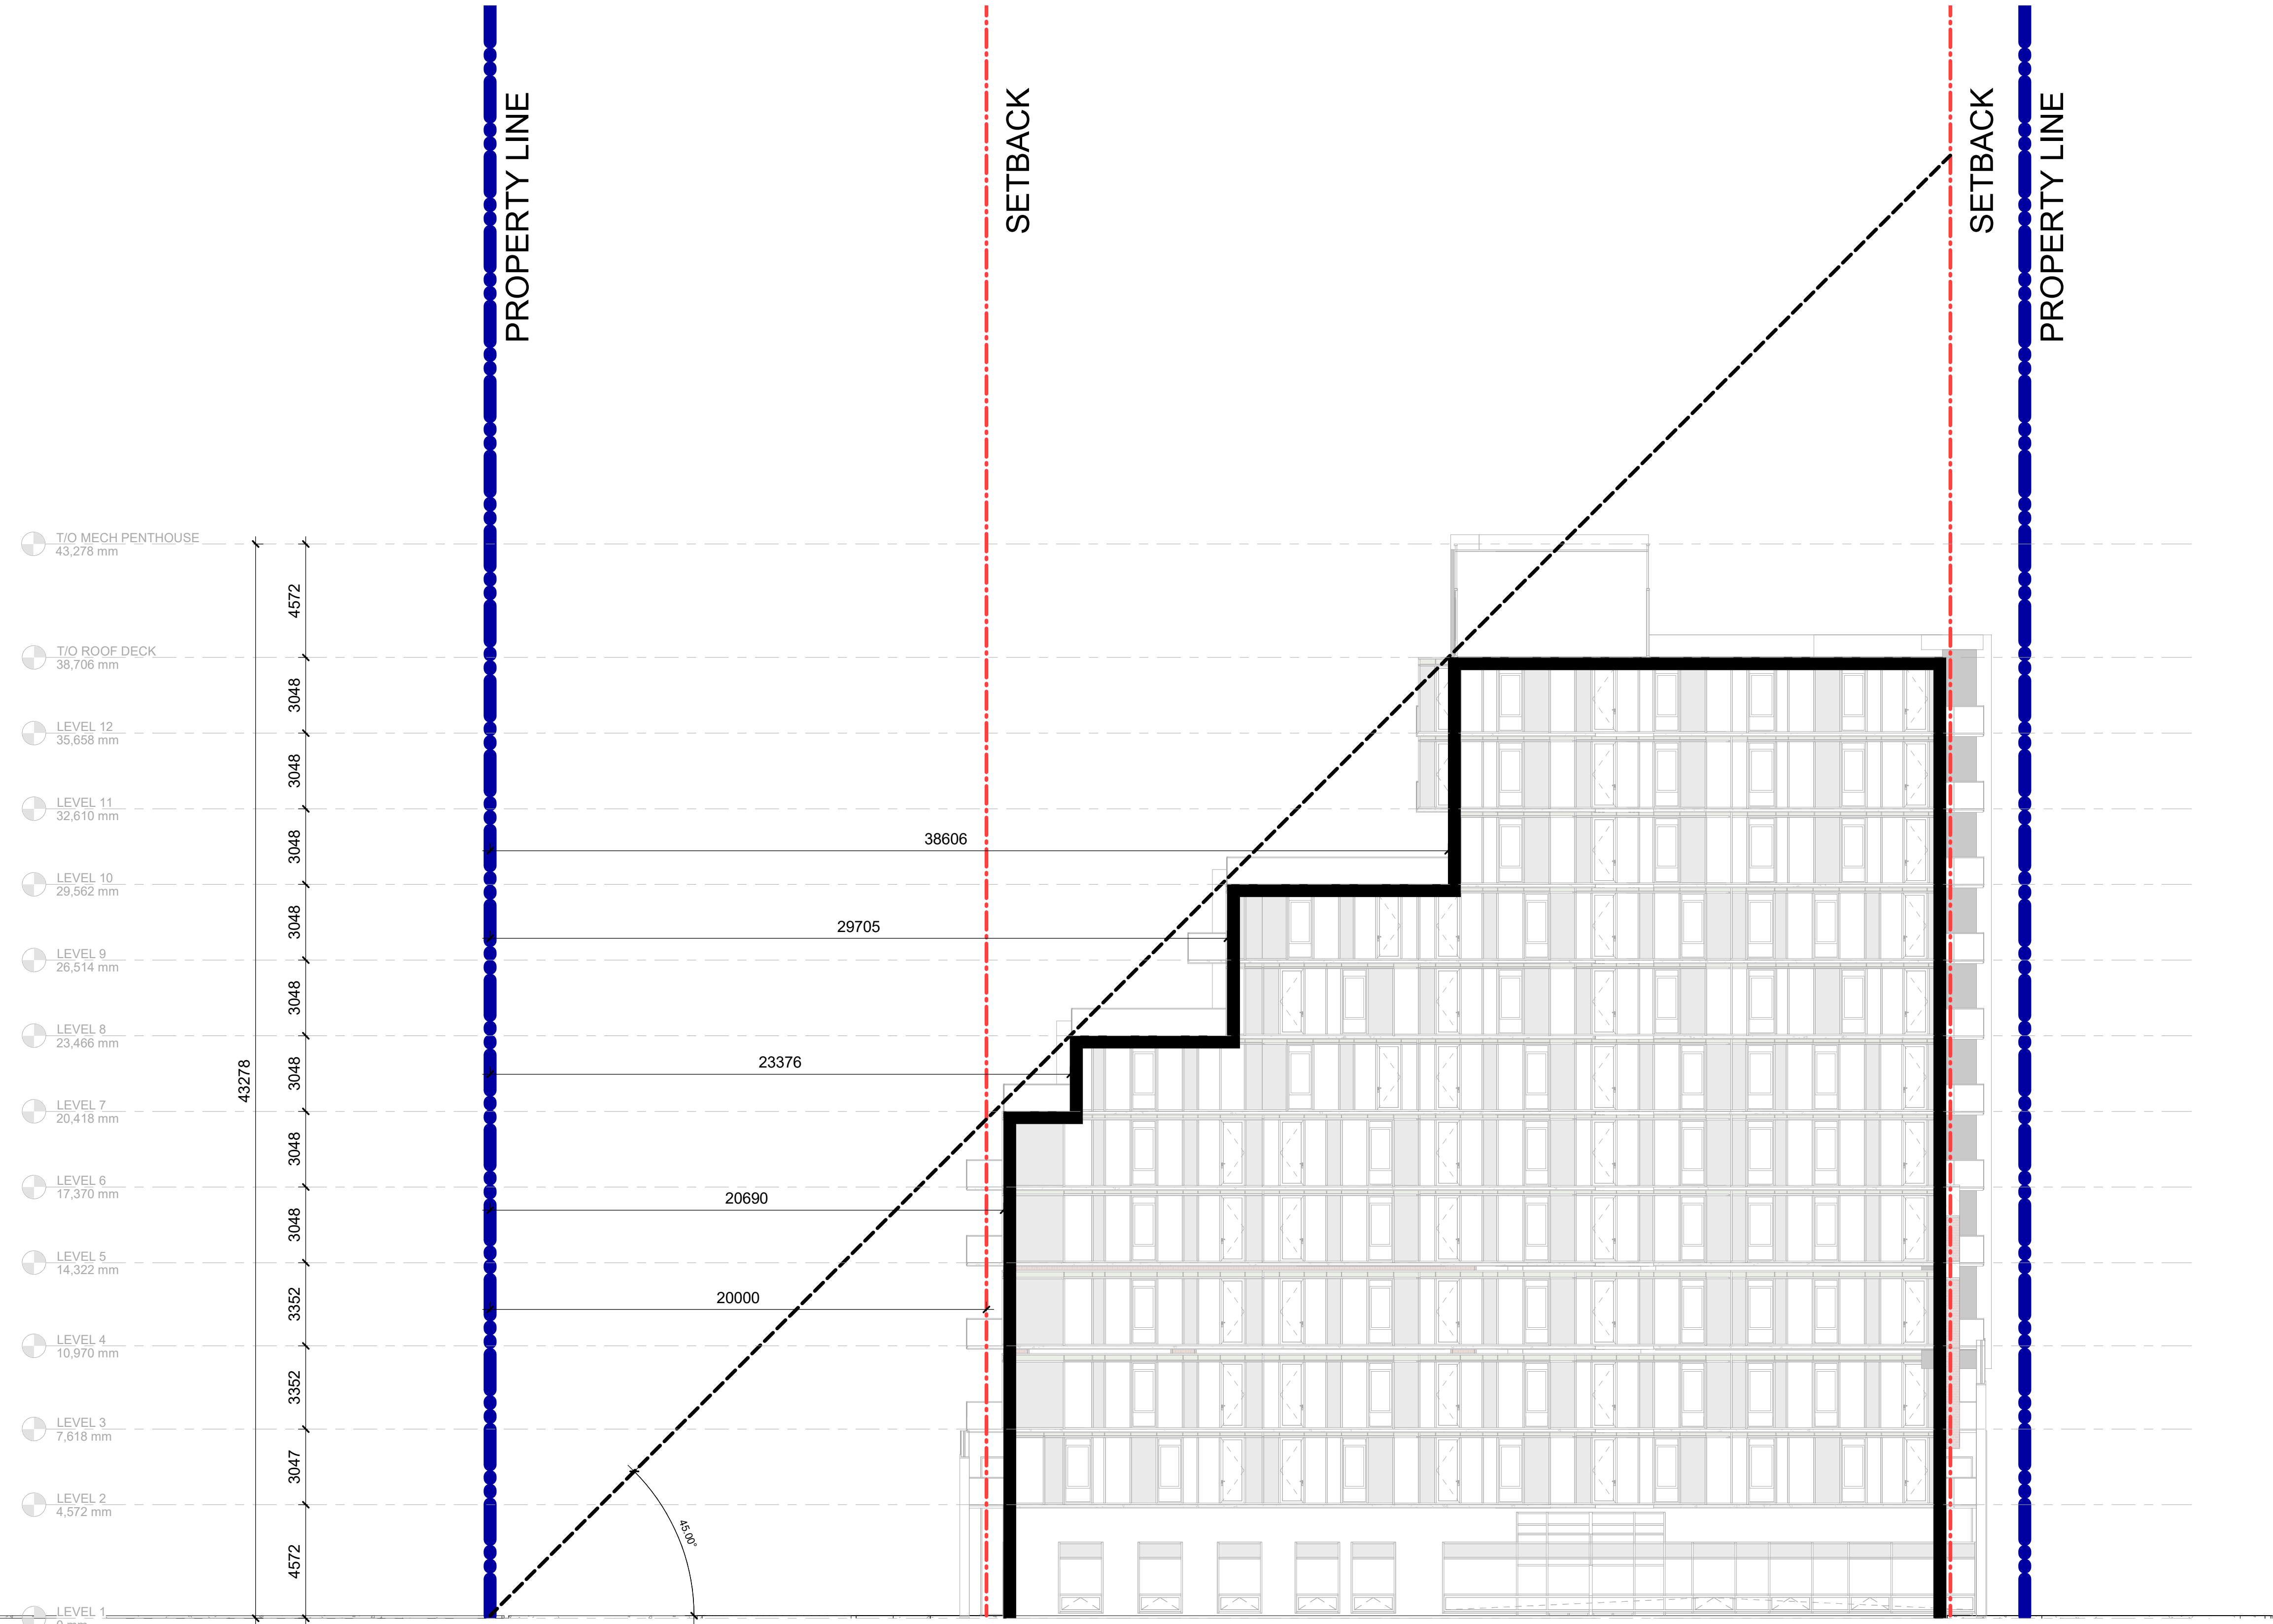 PROPERTY LINE
SETBACK
SETBACK
PROPERTY LINE
T/O MECH PENTHOUSE
43,278 mm
4572
T/O ROOF DECK
38,706 mm
3048
LEVEL 12
35,658 mm
3048
LEVEL 11
32,610 mm
3048
38606
LEVEL 10
29,562 mm
3048
29705
LEVEL 9
26,514 mm
3048
LEVEL 8
23,466 mm
3048
23376
43278
LEVEL 7
20,418 mm
3048
LEVEL 6
17,370 mm
20690
3048
LEVEL 5
14,322 mm
3352
20000
LEVEL 4
10,970 mm
3352
LEVEL 3
7,618 mm
3047
LEVEL 2
4,572 mm
45.00°
4572
LEVEL 1